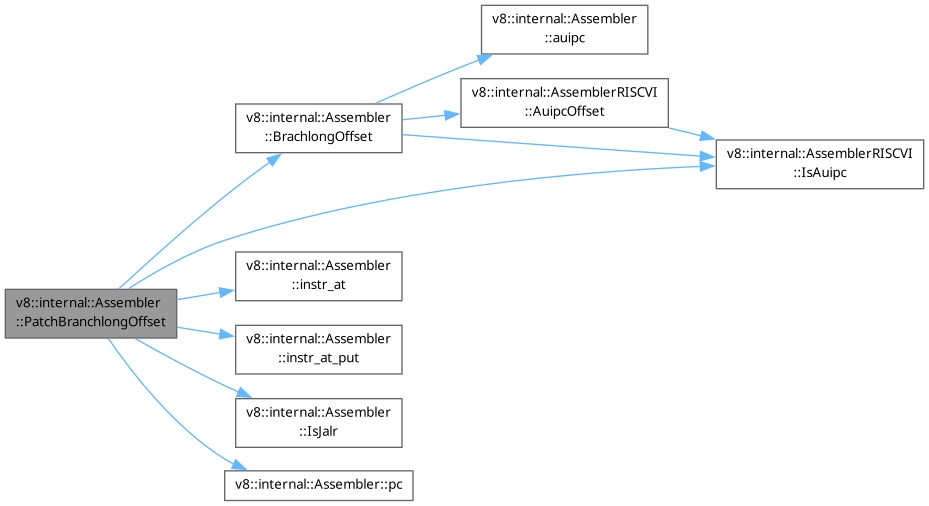 v8::internal::Assembler
::auipc
v8::internal::AssemblerRISCVI
::AuipcOffset
v8::internal::Assembler
::BrachlongOffset
v8::internal::AssemblerRISCVI
::IsAuipc
v8::internal::Assembler
::instr_at
v8::internal::Assembler
::PatchBranchlongOffset
v8::internal::Assembler
::instr_at_put
v8::internal::Assembler
::IsJalr
v8::internal::Assembler::pc